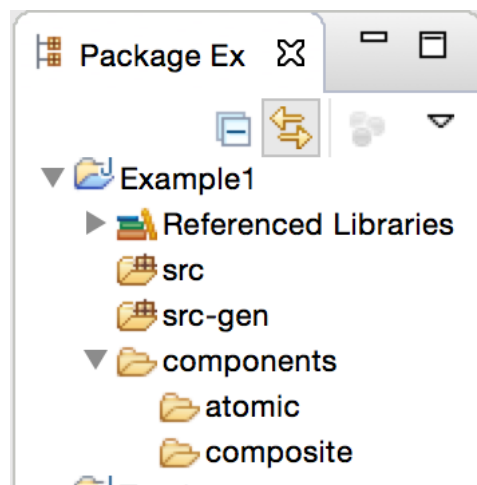 Package Ex
Example1
Referenced Libraries
src
src-gen
components
atomic
composite